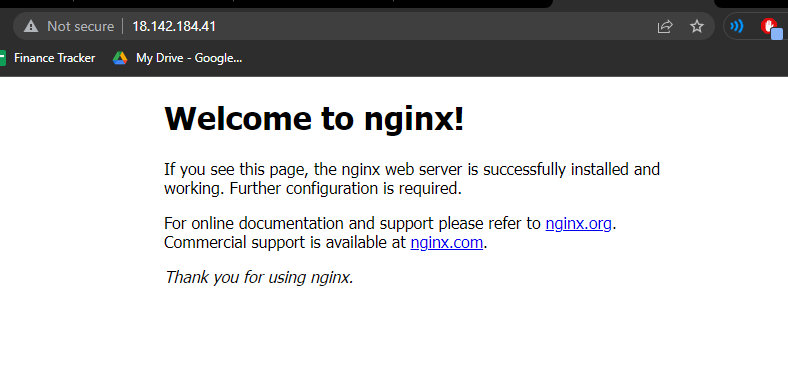 Not secure 18.142.184.41
Finance Tracker My Drive - Google...
Welcome to nginx!
If you see this page, the nginx web server is successfully installed and
working. Further configuration is required.
For online documentation and support please refer to nginx.org.
Commercial support is available at nginx.com.
Thank you for using nginx.